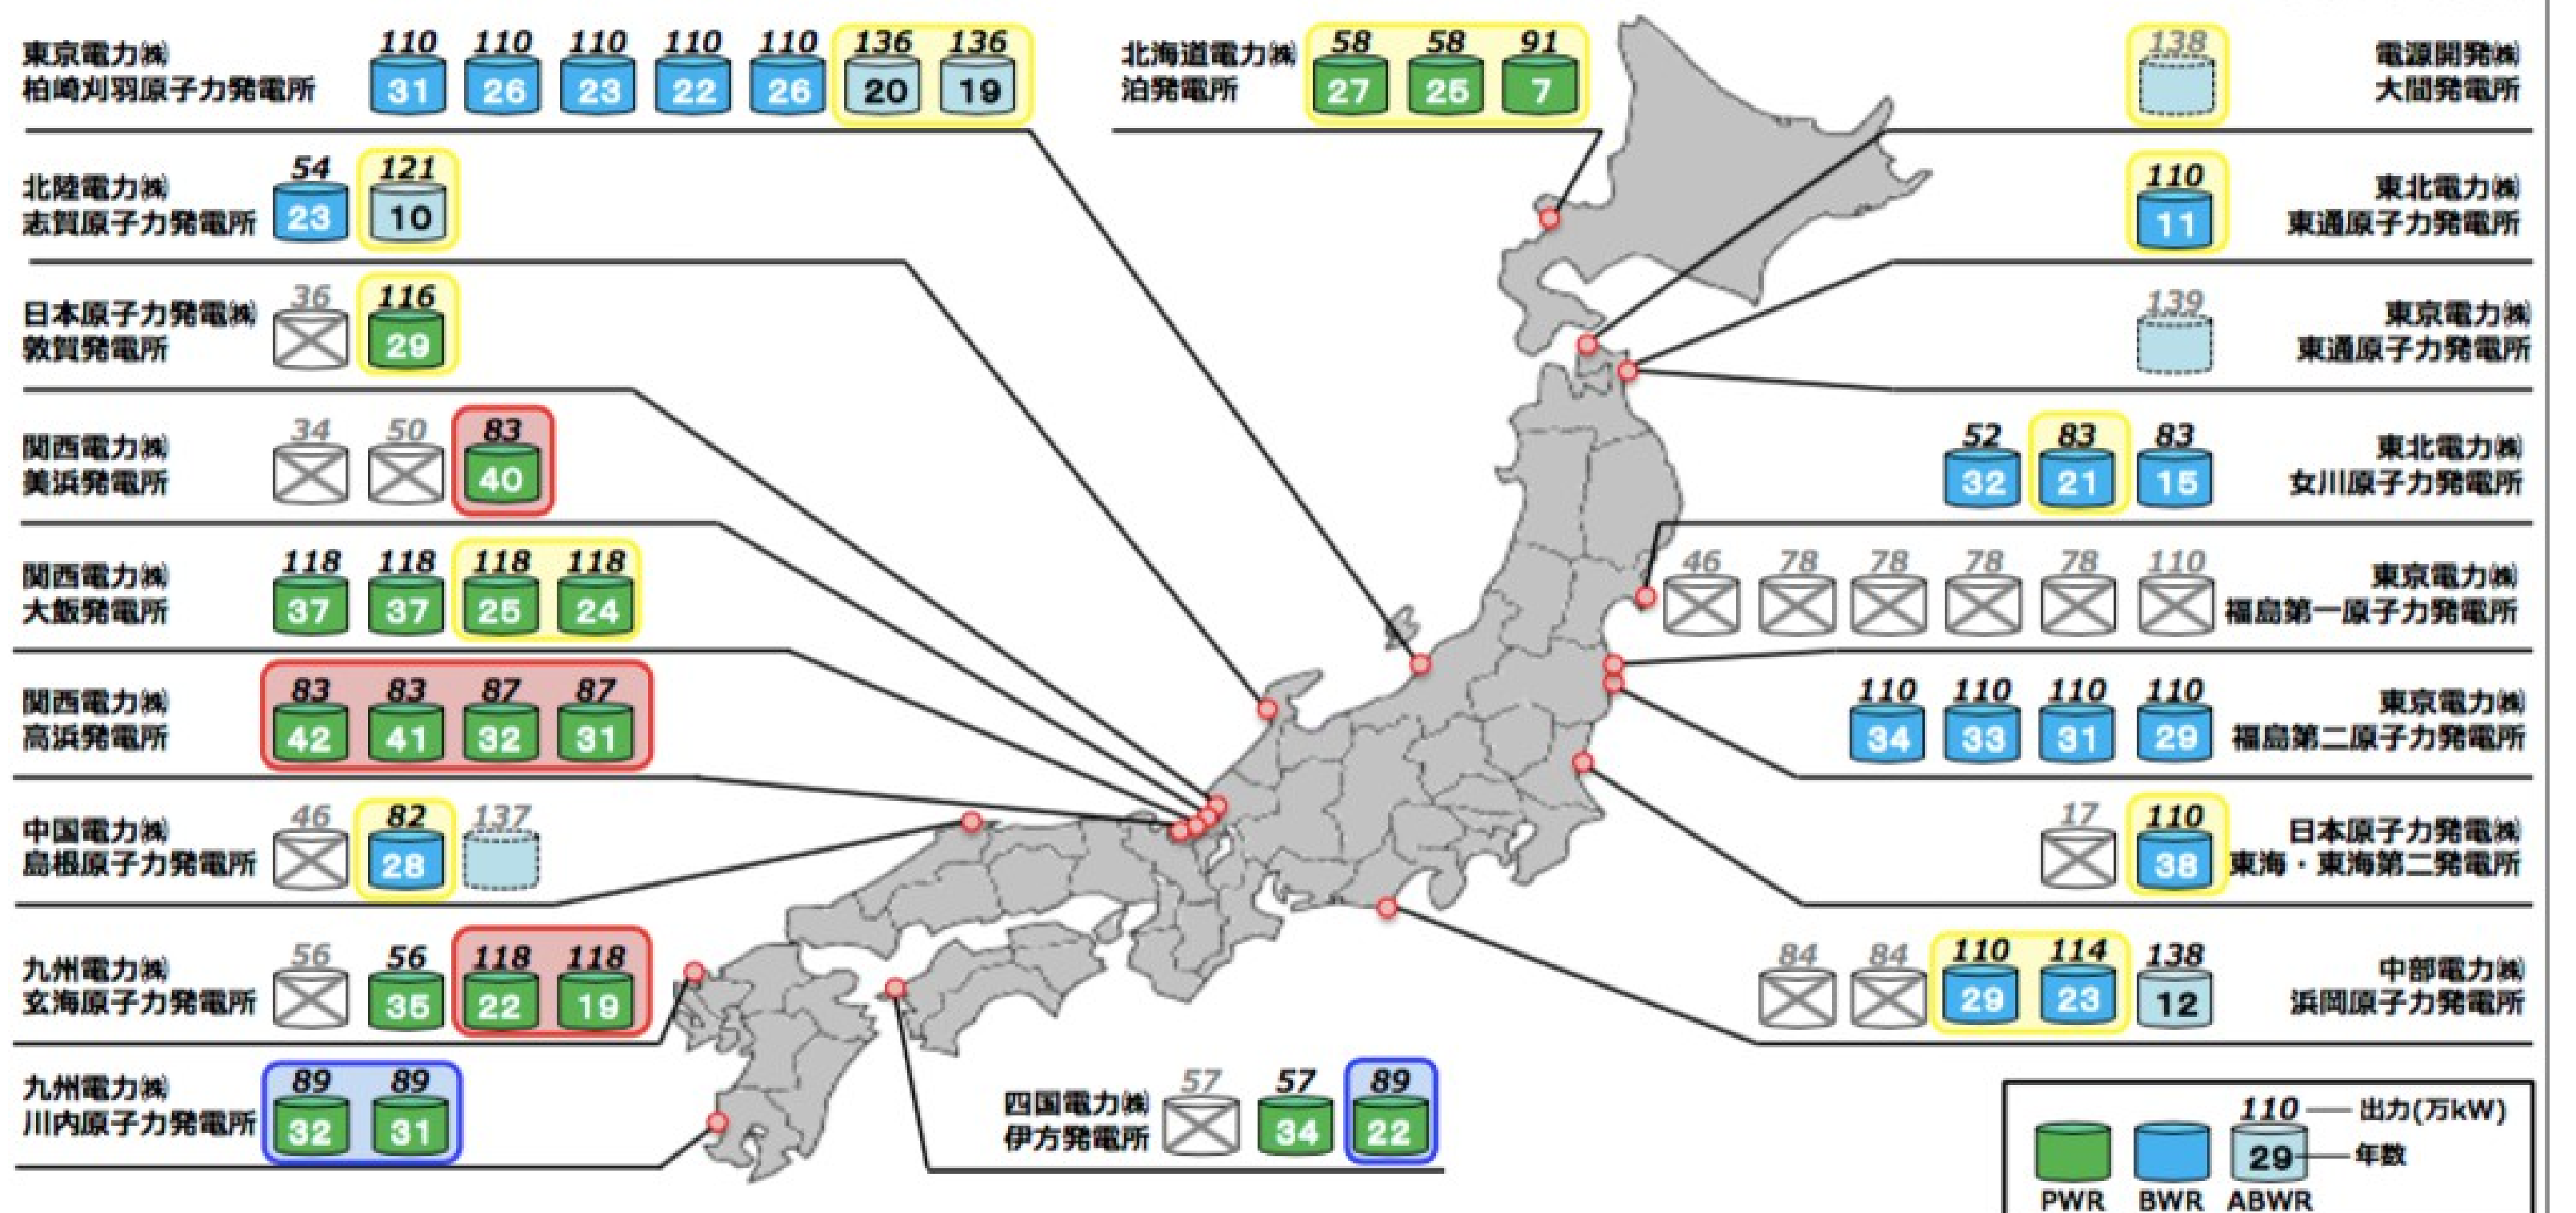 東京電力㈱
柏崎刈羽原子力発電所
110 110 110 110 110 136 136
31 26 23 22 26 20 19
北海道電力㈱
泊発電所
58 58 91
27 25 7
138
電源開発㈱
大間発電所
北陸電力㈱
志賀原子力発電所
54 121
23 10
110
11
東北電力㈱
東通原子力発電所
日本原子力発電㈱
敦賀発電所
36 116
29
139
東京電力㈱
東通原子力発電所
関西電力㈱
美浜発電所
34 50 83
40
52 83 83
32 21 15
東北電力㈱
女川原子力発電所
関西電力㈱
大飯発電所
118 118 118 118
37 37 25 24
46 78 78 78 78 110
東京電力㈱
福島第一原子力発電所
関西電力㈱
高浜発電所
83 83 87 87
42 41 32 31
110 110 110 110
34 33 31 29
東京電力㈱
福島第二原子力発電所
中国電力㈱
島根原子力発電所
46 82 137
28
17 110
38
日本原子力発電㈱
東海・東海第二発電所
九州電力㈱
玄海原子力発電所
56 56 118 118
35 22 19
84 84 110 114 138
29 23 12
中部電力㈱
浜岡原子力発電所
九州電力㈱
川内原子力発電所
89 89
32 31
四国電力㈱
伊方発電所
57 57 89
34 22
110 出力(万kW)
29 年数
PWR BWR ABWR